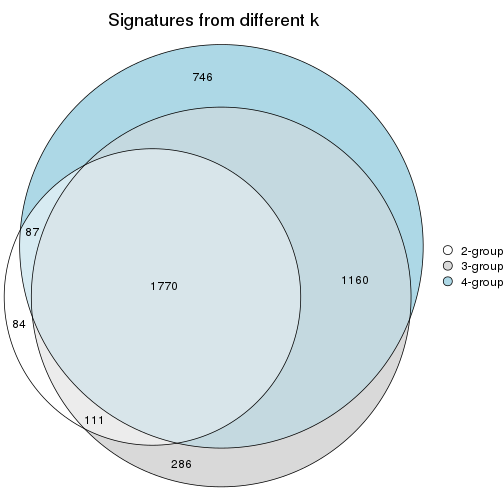 Signatures from different k
746
87
2-group
3-group
4-group
1770
1160
84
111
286